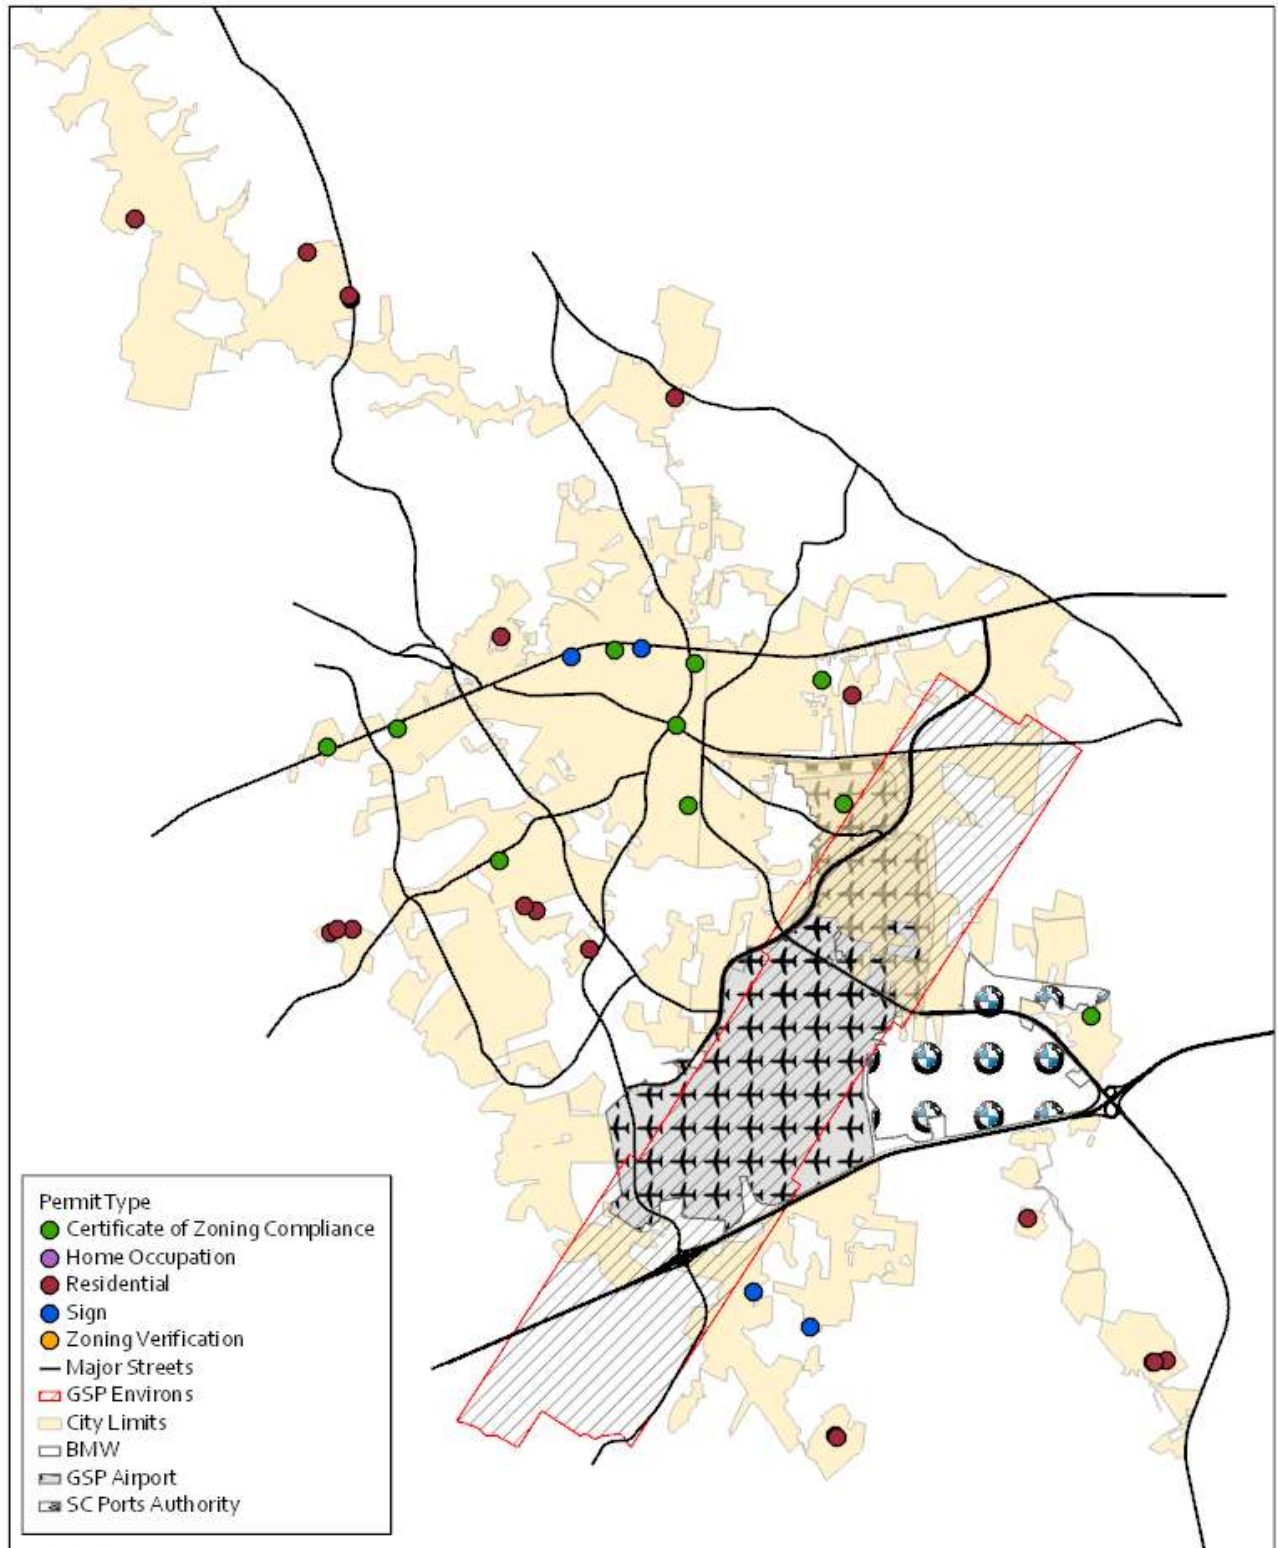 Permit Type
Certificate of Zoning Compliance
Home Occupation
Residential
Sign
Zoning Verification
Major Streets
GSP Environs
City Limits
BMW
GSP Airport
SC Ports Authority